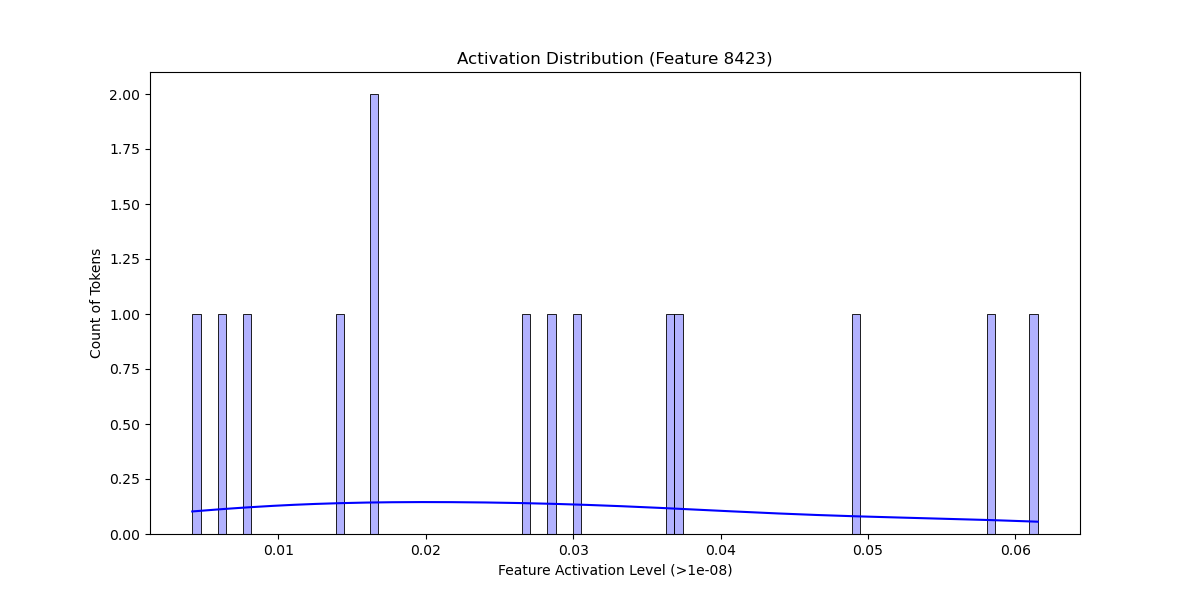 Activation Distribution (Feature 8423)
2.00
1.75
1.50
1.25
1.00
0.75
0.50
0.25
0.00
Count of Tokens
0.01 0.02 0.03 0.04 0.05 0.06
Feature Activation Level (>1e-08)